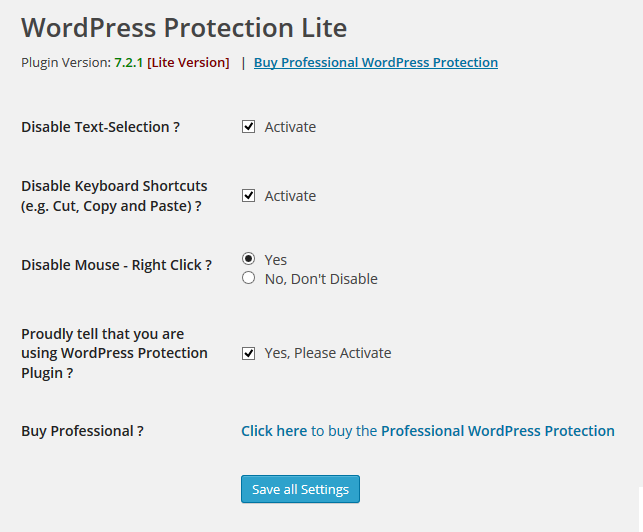 WordPress Protection Lite
Plugin Version: 7.2.1 [Lite Version] | Buy Professional WordPress Protection
Disable Text-Selection ? Activate
Disable Keyboard Shortcuts
(e.g. Cut, Copy and Paste) ? Activate
Disable Mouse - Right Click ? Yes
No, Don't Disable
Proudly tell that you are
using WordPress Protection Yes, Please Activate
Plugin ?
Buy Professional ? Click here to buy the Professional WordPress Protection
Save all Settings